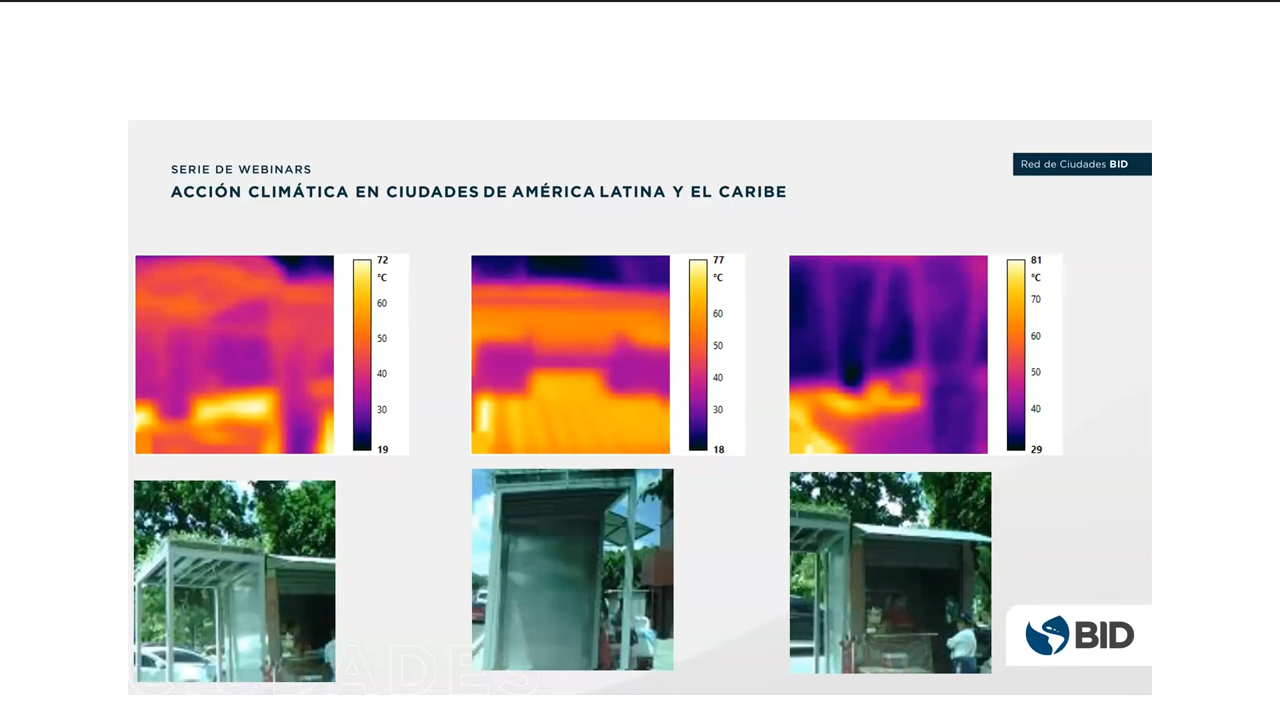 SERIE DE WEBINARS
ACCIÓN CLIMÁTICA EN CIUDADES DE AMÉRICA LATINA Y EL CARIBE
Red de Ciudades BID
72
°C
60
50
40
30
19
77
°C
60
50
40
30
18
81
°C
70
60
50
40
29
CIUDADES
BID